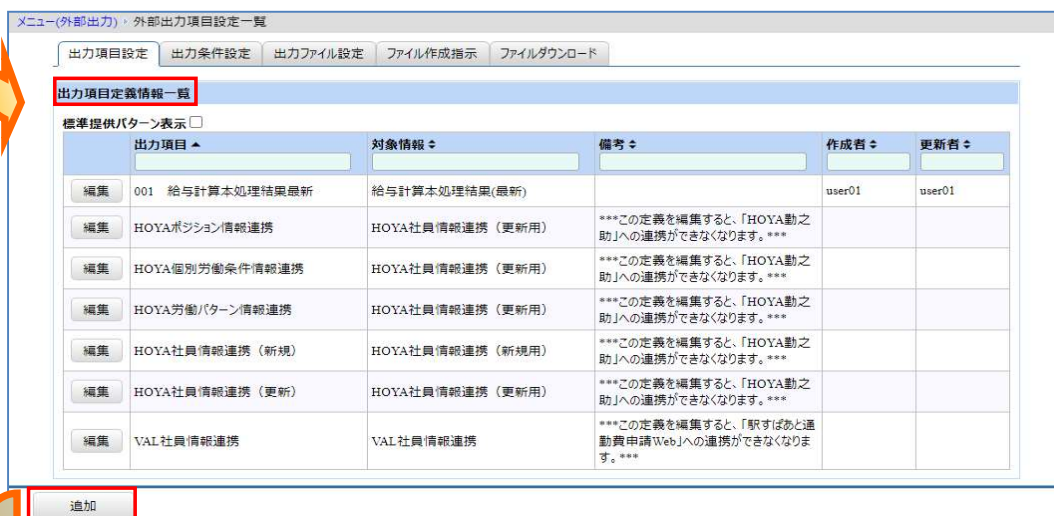 メニュー(外部出力) › 外部出力項目設定一覧
出力項目設定 出力条件設定 出力ファイル設定 ファイル作成指示 ファイルダウンロード
出力項目定義情報一覧
標準提供パターン表示
出力項目 対象情報 備考 作成者 更新者
編集 001 給与計算本処理結果最新 給与計算本処理結果(最新) user01 user01
編集 HOYAポジション情報連携 HOYA社員情報連携（更新用） ***この定義を編集すると、「HOYA勤之
助」への連携ができなくなります。***
編集 HOYA個別労働条件情報連携 HOYA社員情報連携（更新用） ***この定義を編集すると、「HOYA勤之
助」への連携ができなくなります。***
編集 HOYA労働パターン情報連携 HOYA社員情報連携（更新用） ***この定義を編集すると、「HOYA勤之
助」への連携ができなくなります。***
編集 HOYA社員情報連携（新規） HOYA社員情報連携（新規用） ***この定義を編集すると、「HOYA勤之
助」への連携ができなくなります。***
編集 HOYA社員情報連携（更新） HOYA社員情報連携（更新用） ***この定義を編集すると、「HOYA勤之
助」への連携ができなくなります。***
編集 VAL社員情報連携 VAL社員情報連携 ***この定義を編集すると、「駅すぱあと通
勤費申請Web」への連携ができなくなりま
す。***
追加